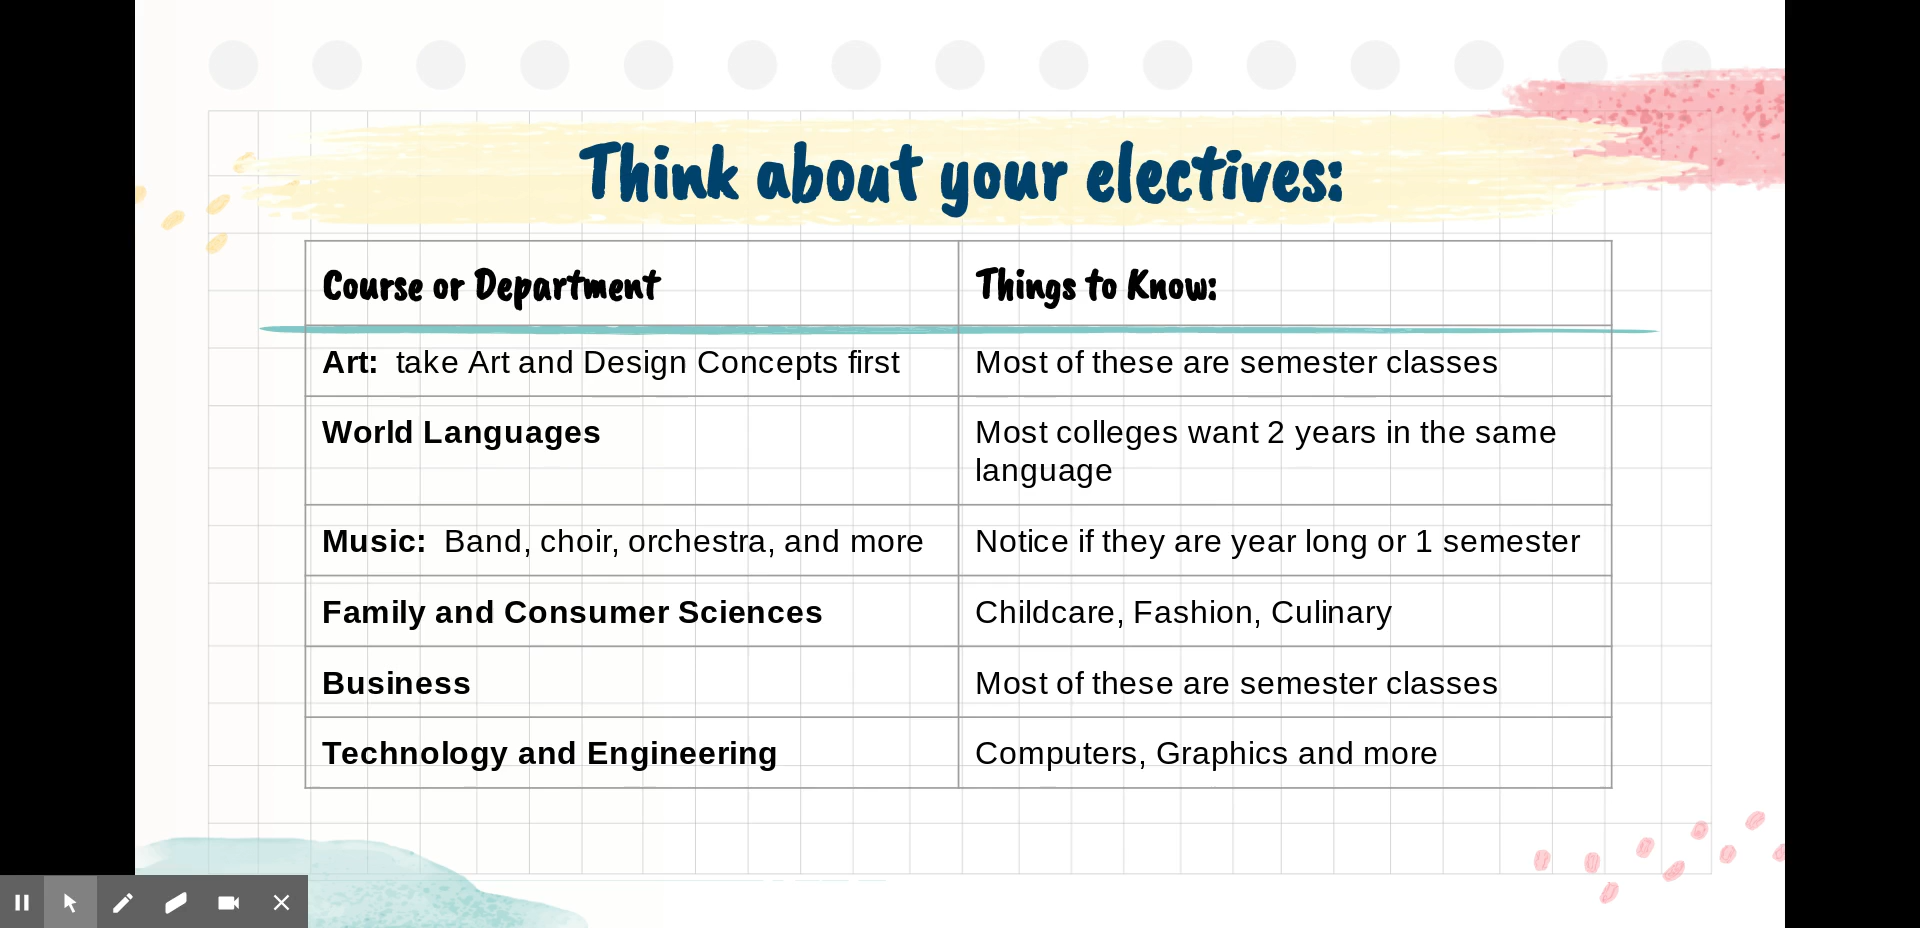 Think about your electives:
Course or Department
Things to Know:
Art: take Art and Design Concepts first
Most of these are semester classes
World Languages
Most colleges want 2 years in the same
language
Music: Band, choir, orchestra, and more
Notice if they are year long or 1 semester
Family and Consumer Sciences
Childcare, Fashion, Culinary
Business
Most of these are semester classes
Technology and Engineering
Computers, Graphics and more